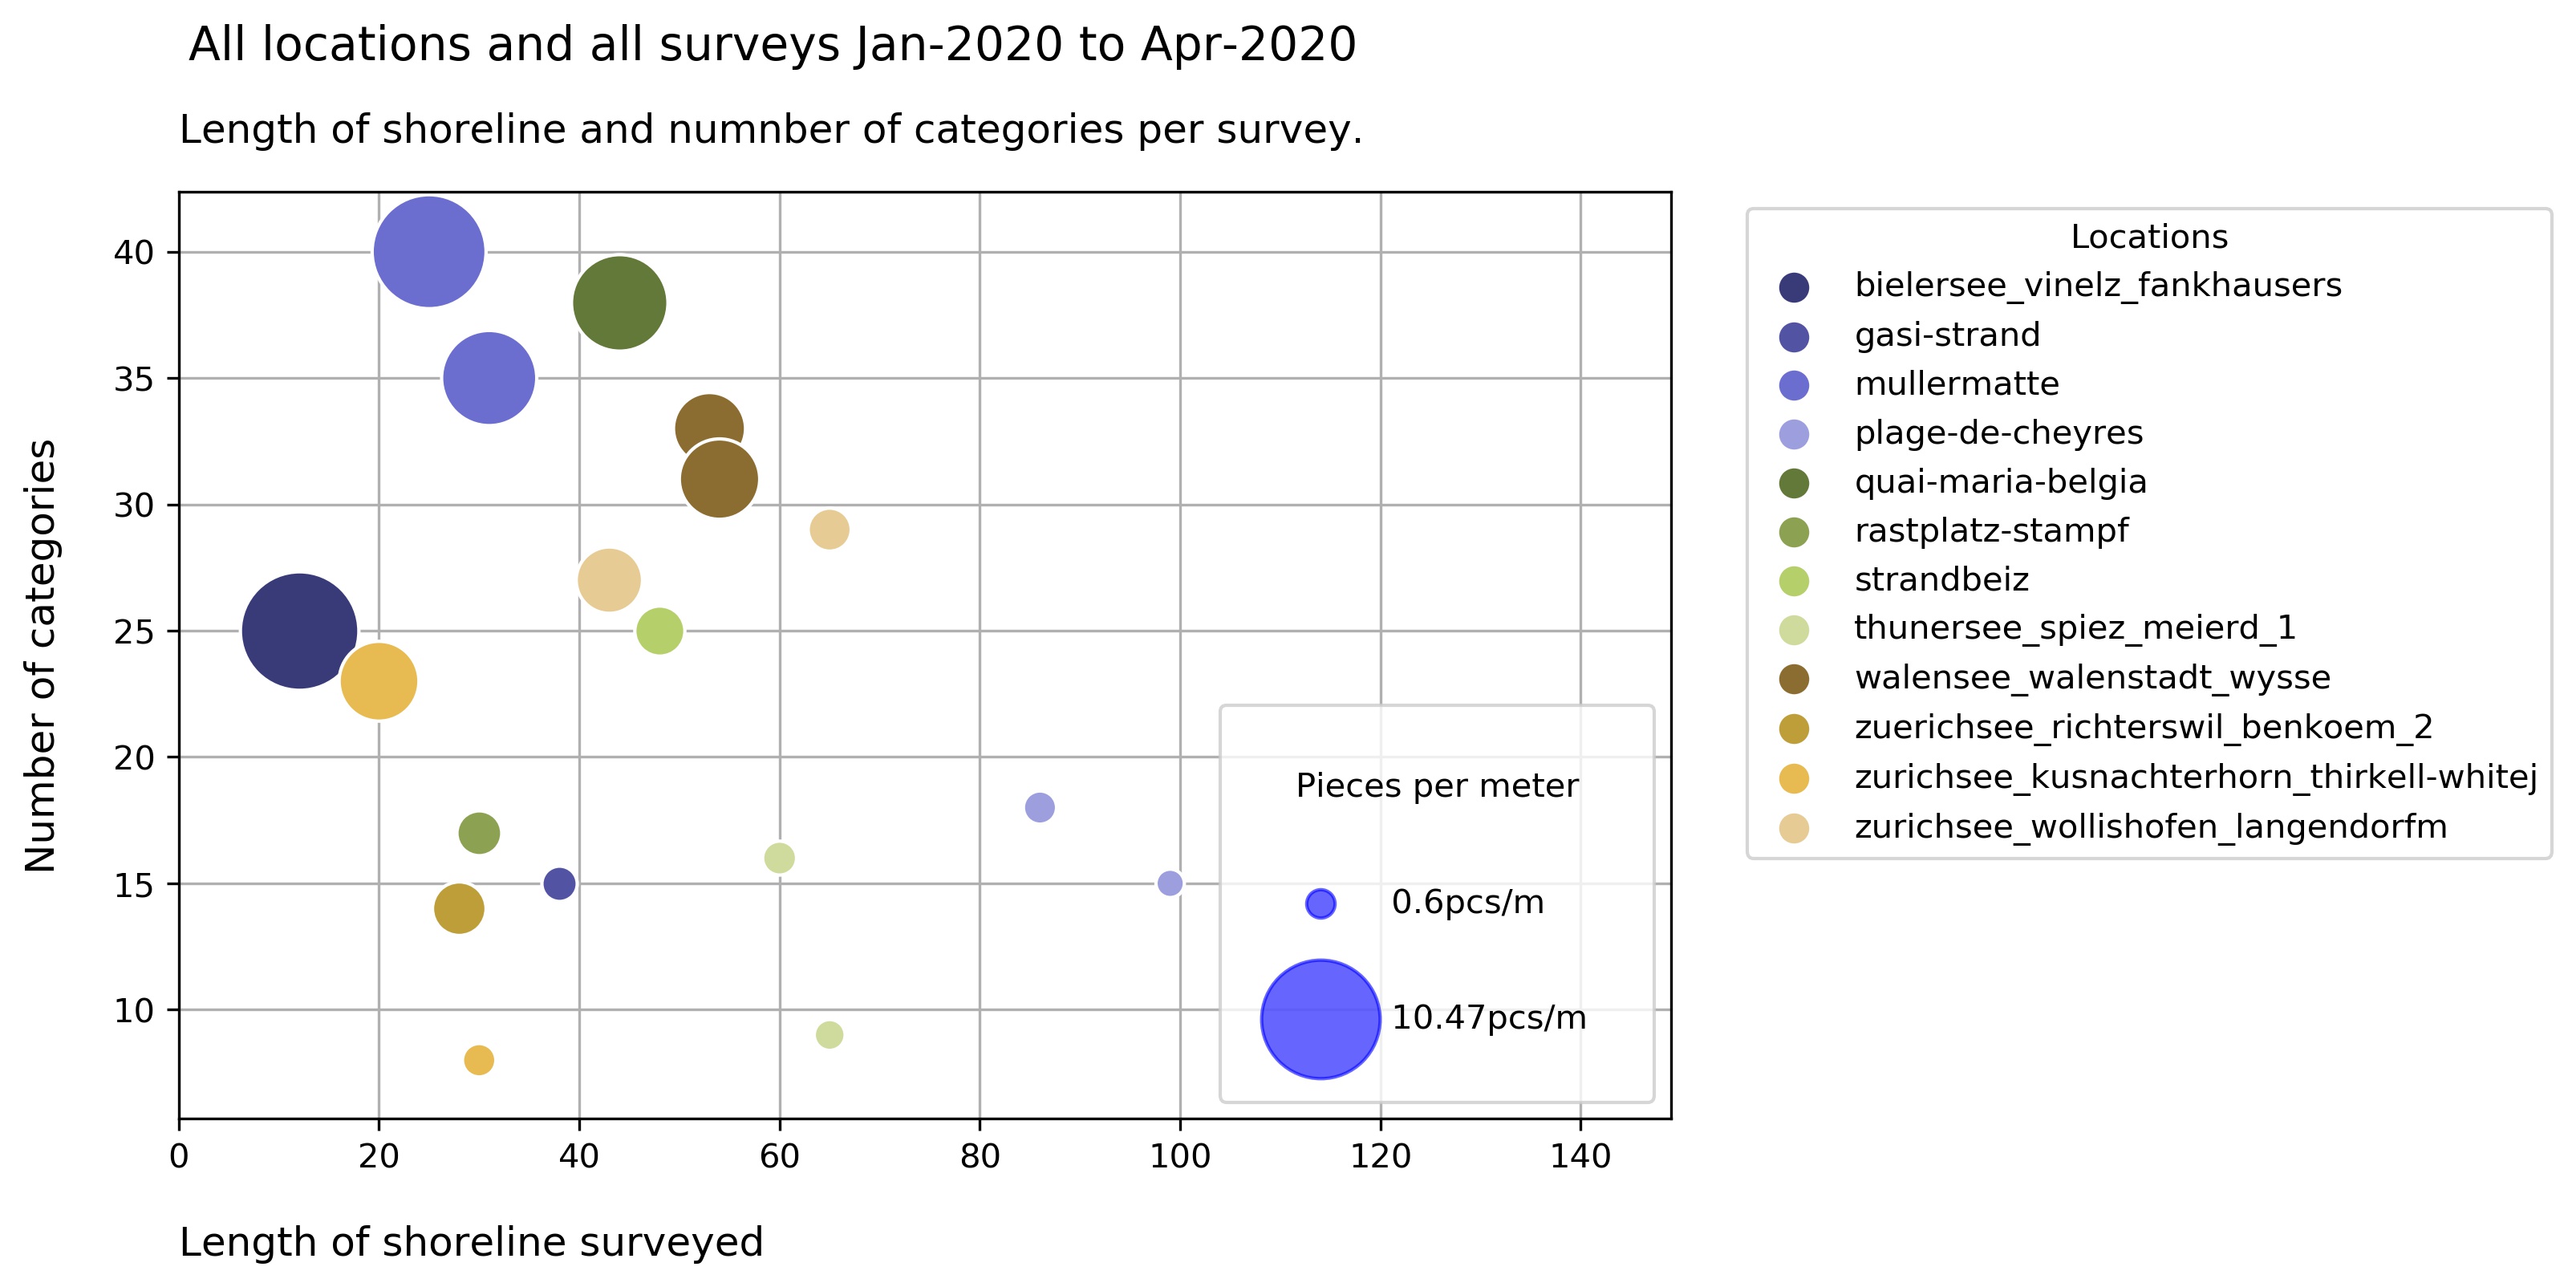 All locations and all surveys Jan-2020 to Apr-2020
Length of shoreline and numnber of categories per survey.
Number of categories
40
35
30
25
20
15
10
0
20
40
60
80
100
120
140
Length of shoreline surveyed
Pieces per meter
0.6pcs/m
10.47pcs/m
Locations
bielersee_vinelz_fankhausers
gasi-strand
mullermatte
plage-de-cheyres
quai-maria-belgia
rastplatz-stampf
strandbeiz
thunersee_spiez_meierd_1
walensee_walenstadt_wysse
zuerichsee_richterswil_benkoem_2
zurichsee_kusnachterhorn_thirkell-whitej
zurichsee_wollishofen_langendorfm